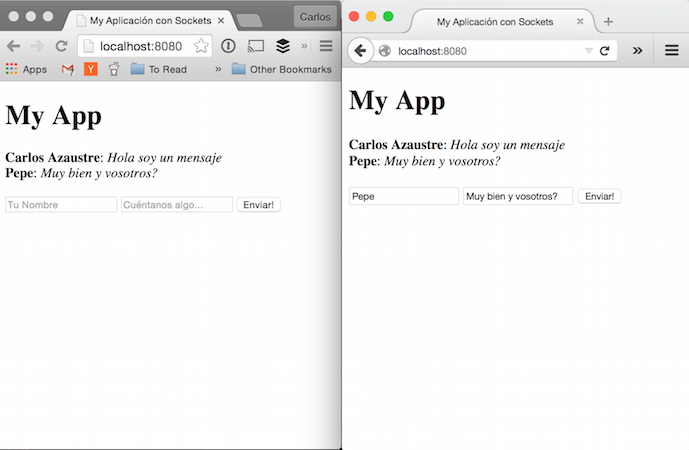 My Aplicación con Sockets
Carlos
localhost:8080
Apps
To Read
»
Other Bookmarks
My App
Carlos Azaustre: Hola soy un mensaje
Pepe: Muy bien y vosotros?
Tu Nombre
Cuéntanos algo...
Enviar!
My Aplicación con Sockets
localhost:8080
My App
Carlos Azaustre: Hola soy un mensaje
Pepe: Muy bien y vosotros?
Pepe
Muy bien y vosotros?
Enviar!